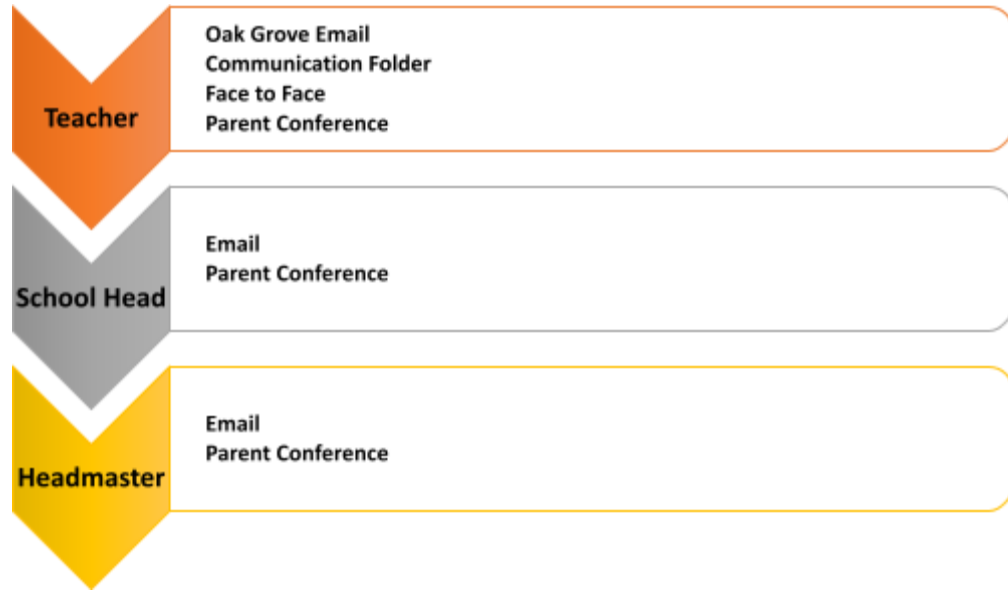 Teacher
Oak Grove Email
Communication Folder
Face to Face
Parent Conference
School Head
Email
Parent Conference
Headmaster
Email
Parent Conference